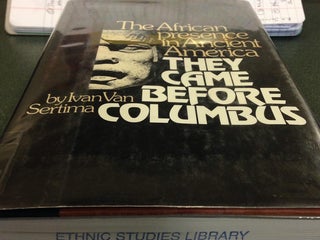 The African
Presence
In Ancient
America
THEY
CAME
BEFORE
COLUMBUS
by Ivan Van
Sertima
ETHNIC STUDIES LIBRARY